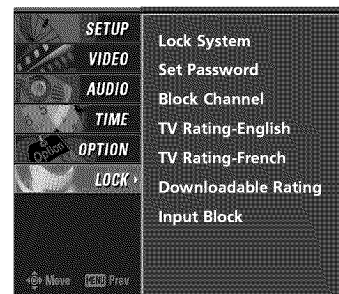 SETUP
VIDEO
AUDIO
TIME
OPTION
LOCK
Option
Move MENU Prev
Lock System
Set Password
Block Channel
TV Rating-English
TV Rating-French
Downloadable Rating
Input Block